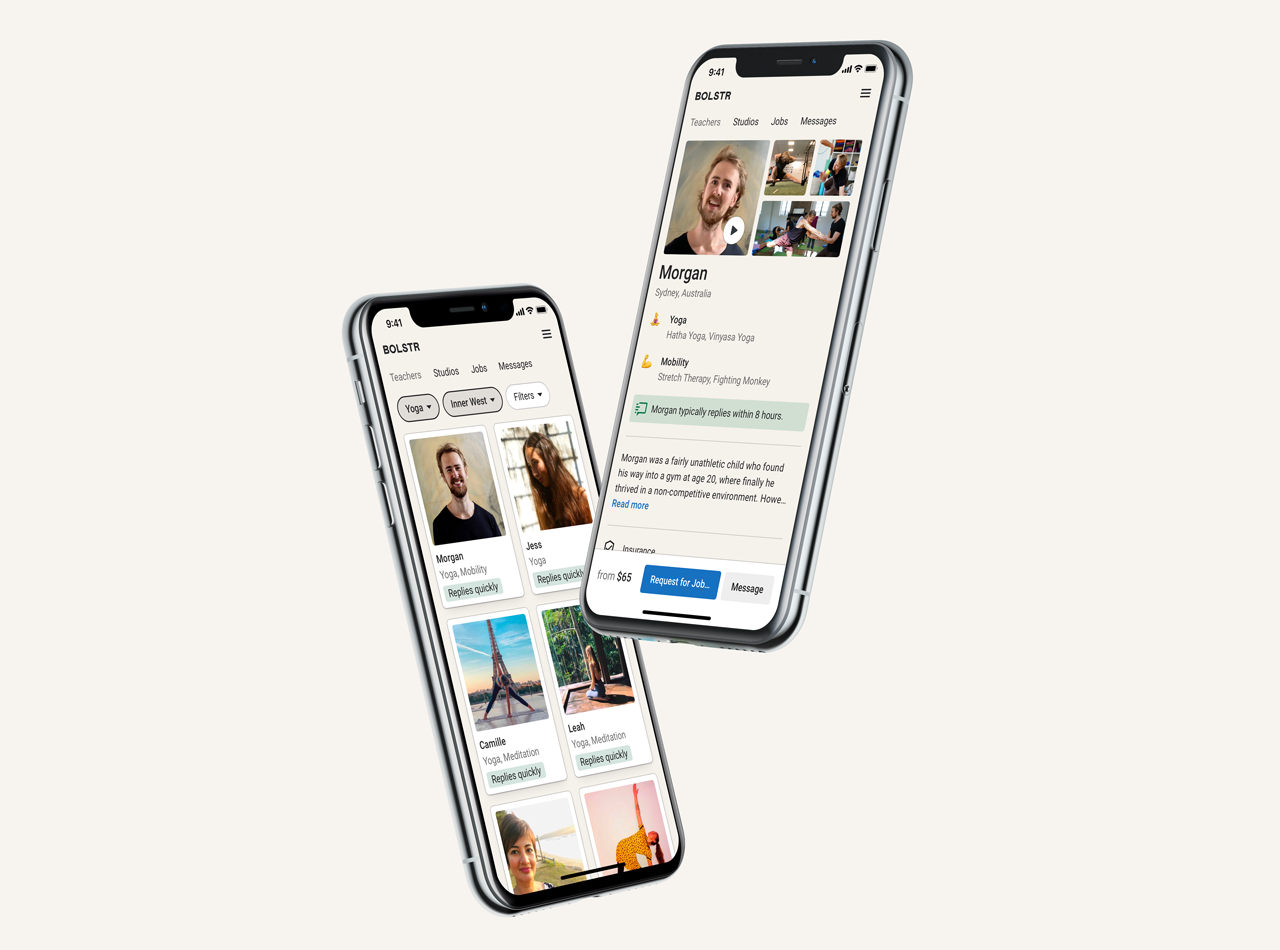 9:41
BOLSTR
Teachers Studios Jobs Messages
Yoga Inner West Filters
Morgan
Yoga, Mobility
Replies quickly
Jess
Yoga
Replies quickly
Camille
Yoga, Meditation
Replies quickly
Leah
Yoga, Meditation
Replies quickly
9:41
BOLSTR
Teachers Studios Jobs Messages
Morgan
Sydney, Australia
Yoga
Hatha Yoga, Vinyasa Yoga
Mobility
Stretch Therapy, Fighting Monkey
Morgan typically replies within 8 hours.
Morgan was a fairly unathletic child who found
his way into a gym at age 20, where finally he
thrived in a non-competitive environment. Howe...
Read more
Insurance
from $65 Request for Job... Message